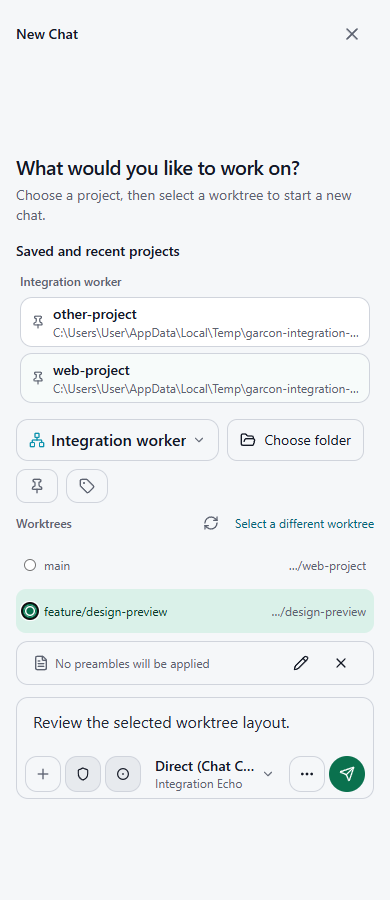 New Chat
What would you like to work on?
Choose a project, then select a worktree to start a new
chat.
Saved and recent projects
Integration worker
other-project
C:\Users\User\AppData\Local\Temp\garcon-integration-...
web-project
C:\Users\User\AppData\Local\Temp\garcon-integration-...
Integration worker
Choose folder
Worktrees
Select a different worktree
main
.../web-project
feature/design-preview
.../design-preview
No preambles will be applied
Review the selected worktree layout.
Direct (Chat C...
Integration Echo